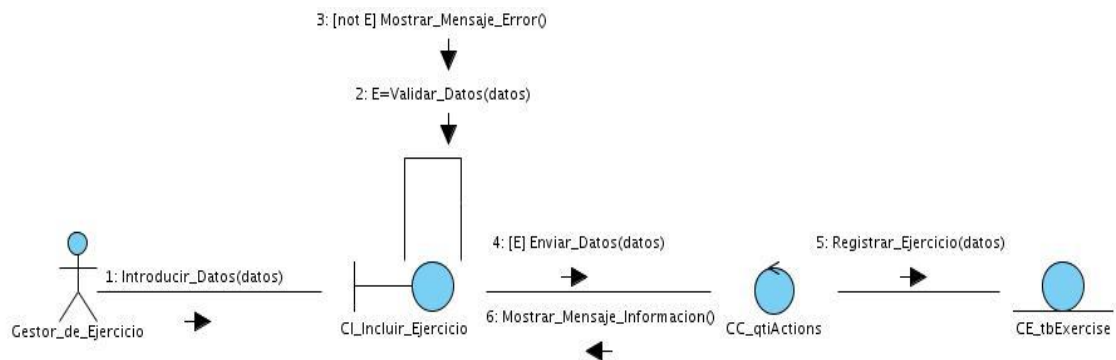 3: [not E] Mostrar_Mensaje_Error()
2: E=Validar_Datos(datos)
4: [E] Enviar_Datos(datos)
5: Registrar_Ejercicio(datos)
1: Introducir_Datos(datos)
6: Mostrar_Mensaje_Informacion()
Gestor_de_Ejercicio
CI_Incluir_Ejercicio
CC_qtiActions
CE_tbExercise